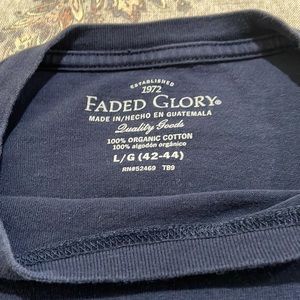 ESTABLISHED
1972
FADED GLORY®
MADE IN/HECHO EN GUATEMALA
Quality Goods
100% ORGANIC COTTON
100% algodón orgánico
L/G (42-44)
RN#52469 TB9